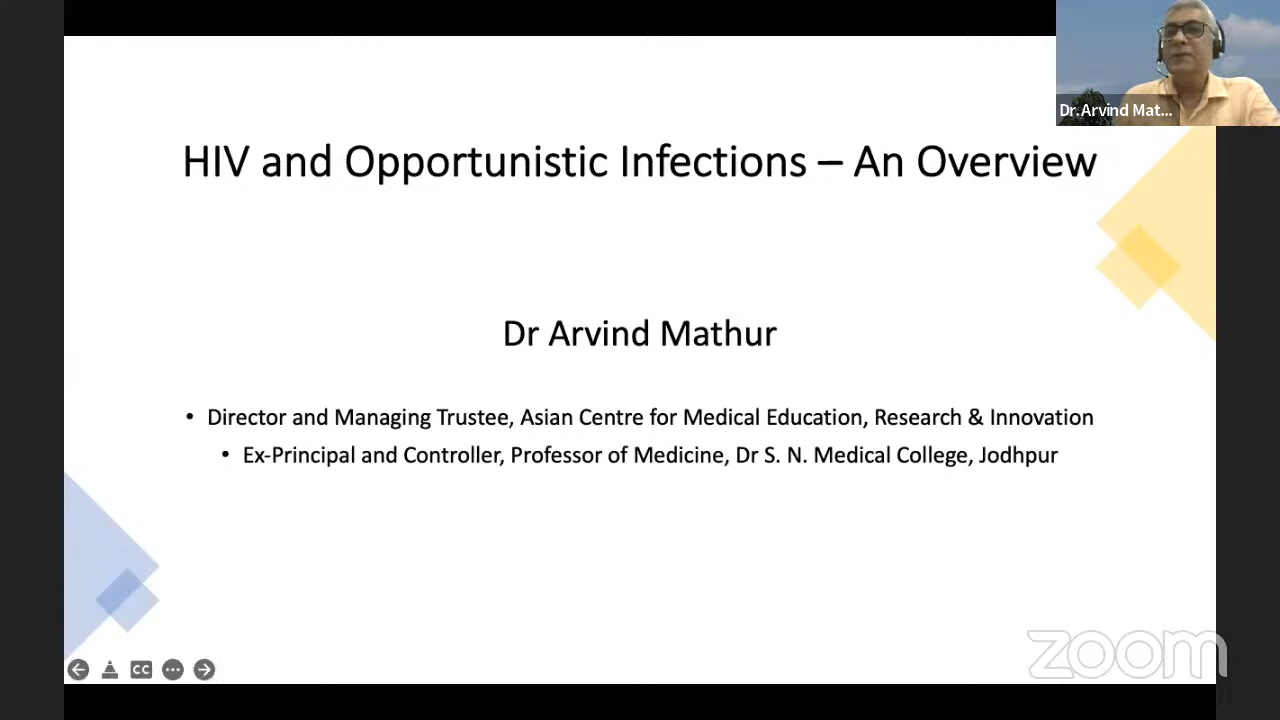 Dr.Arvind Mat...
HIV and Opportunistic Infections – An Overview
Dr Arvind Mathur
• Director and Managing Trustee, Asian Centre for Medical Education, Research & Innovation
• Ex-Principal and Controller, Professor of Medicine, Dr S. N. Medical College, Jodhpur
CC
zoom